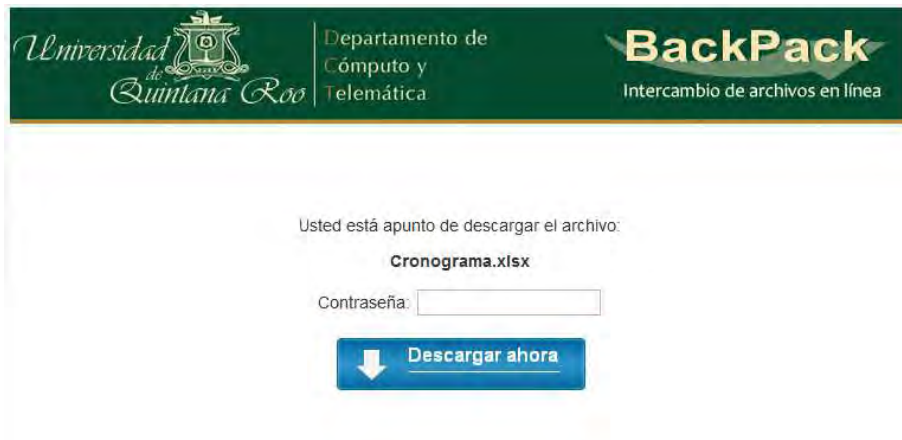 Universidad
de
Quintana Roo
Departamento de
Cómputo y
Telemática
BackPack
Intercambio de archivos en línea
Usted está apunto de descargar el archivo:
Cronograma.xlsx
Contraseña:
Descargar ahora